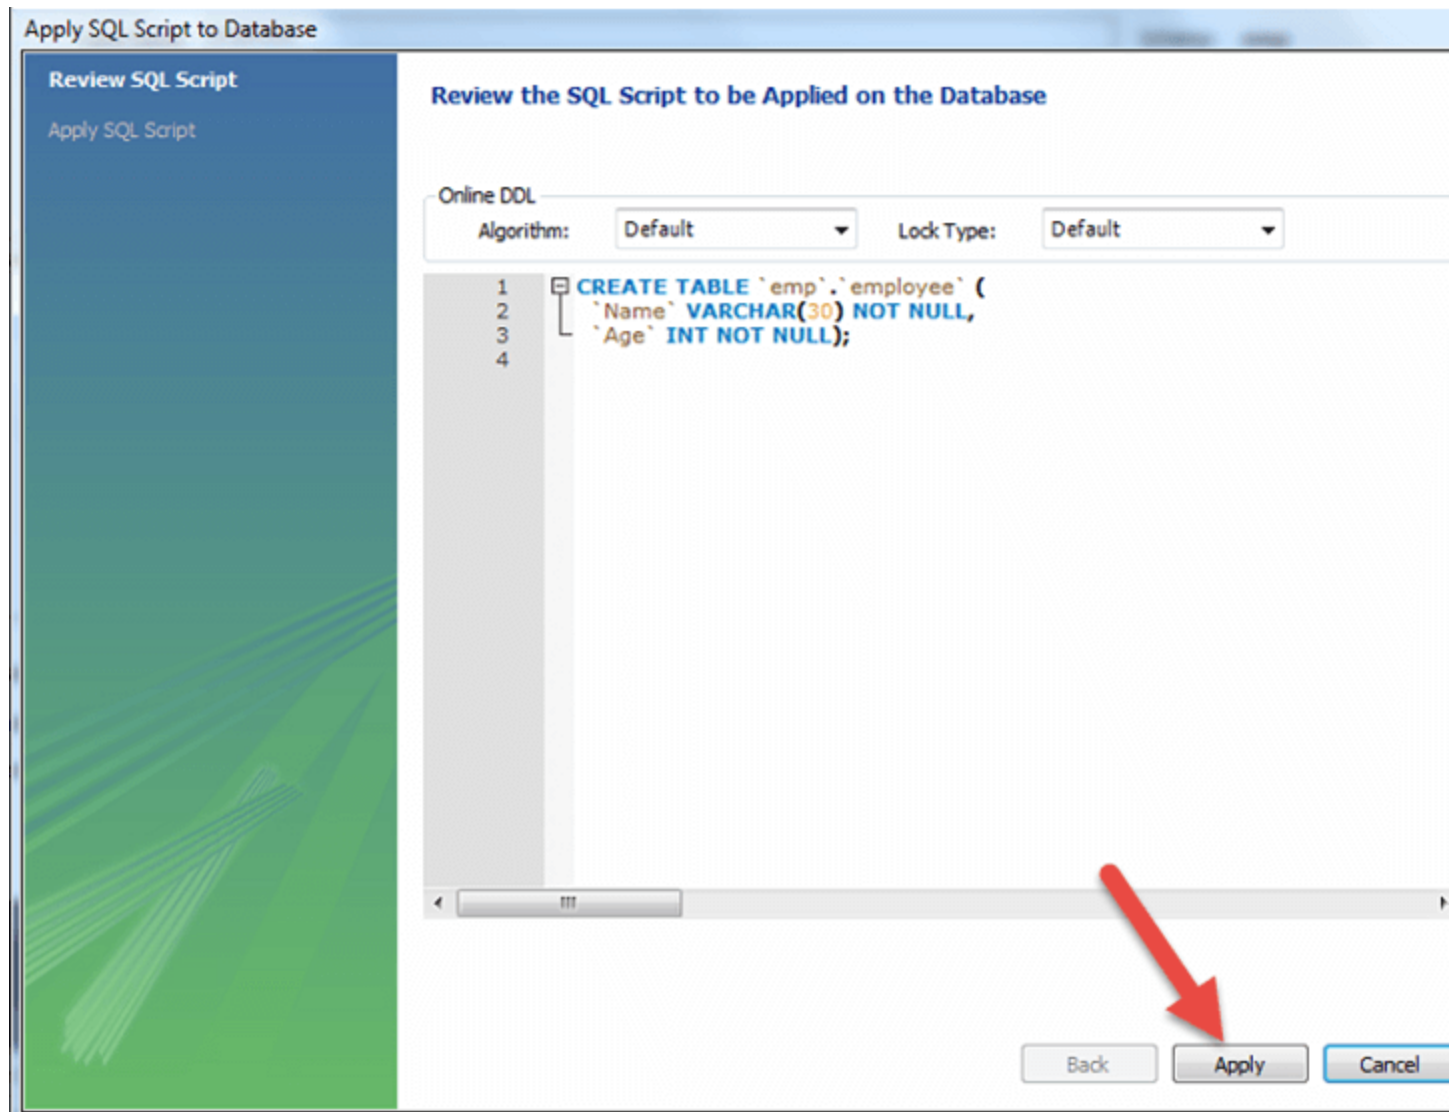 Apply SQL Script to Database
Review SQL Script
Apply SQL Script
Review the SQL Script to be Applied on the Database
Online DDL
Algorithm: Default Lock Type: Default
1 CREATE TABLE `emp`.`employee` (
2 `Name` VARCHAR(30) NOT NULL,
3 `Age` INT NOT NULL);
4
Back Apply Cancel